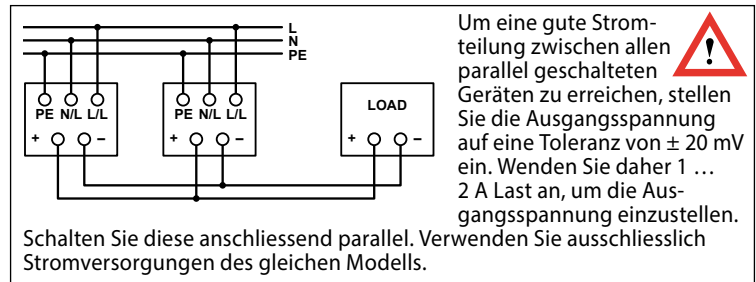 L
N
PE
PE N/L L/L
+ –
PE N/L L/L
+ –
LOAD
+ –
Um eine gute Strom-
teilung zwischen allen
parallel geschalteten
Geräten zu erreichen, stellen
Sie die Ausgangsspannung
auf eine Toleranz von ± 20 mV
ein. Wenden Sie daher 1 …
2 A Last an, um die Aus-
gangsspannung einzustellen.
!
Schalten Sie diese anschliessend parallel. Verwenden Sie ausschliesslich
Stromversorgungen des gleichen Modells.